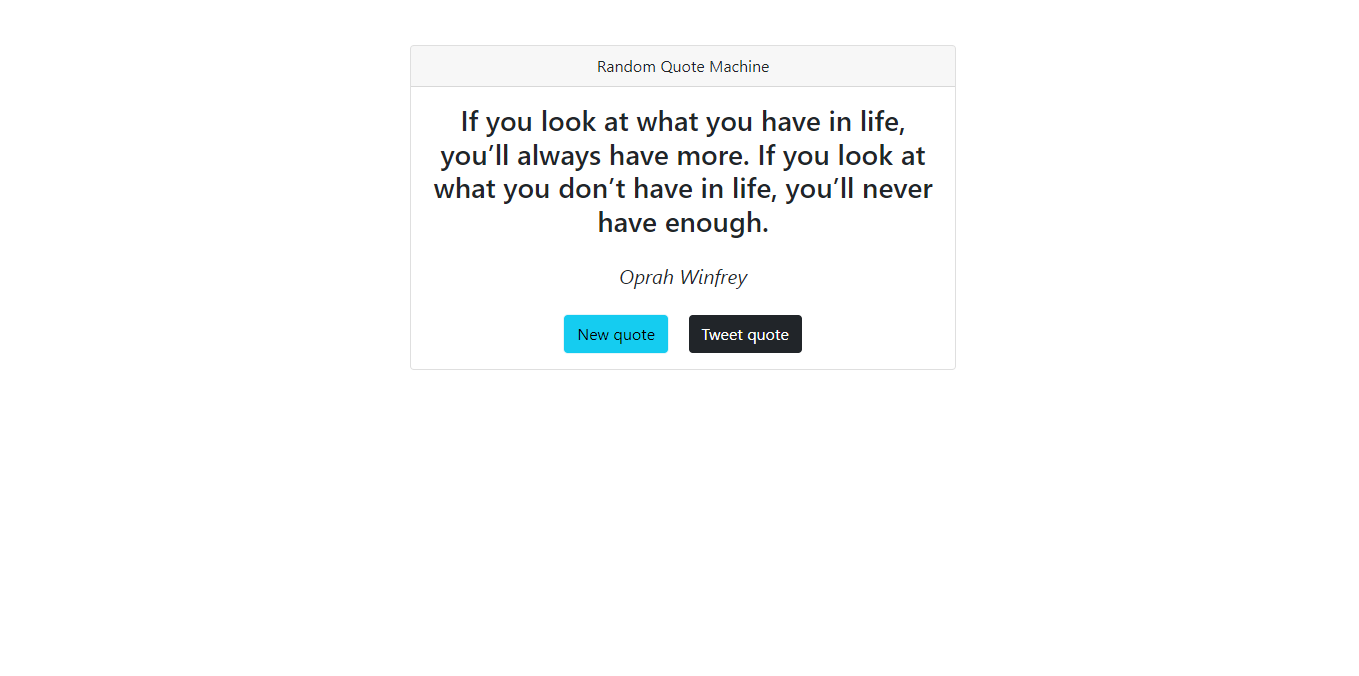 Random Quote Machine
If you look at what you have in life,
you’ll always have more. If you look at
what you don’t have in life, you’ll never
have enough.
Oprah Winfrey
New quote
Tweet quote